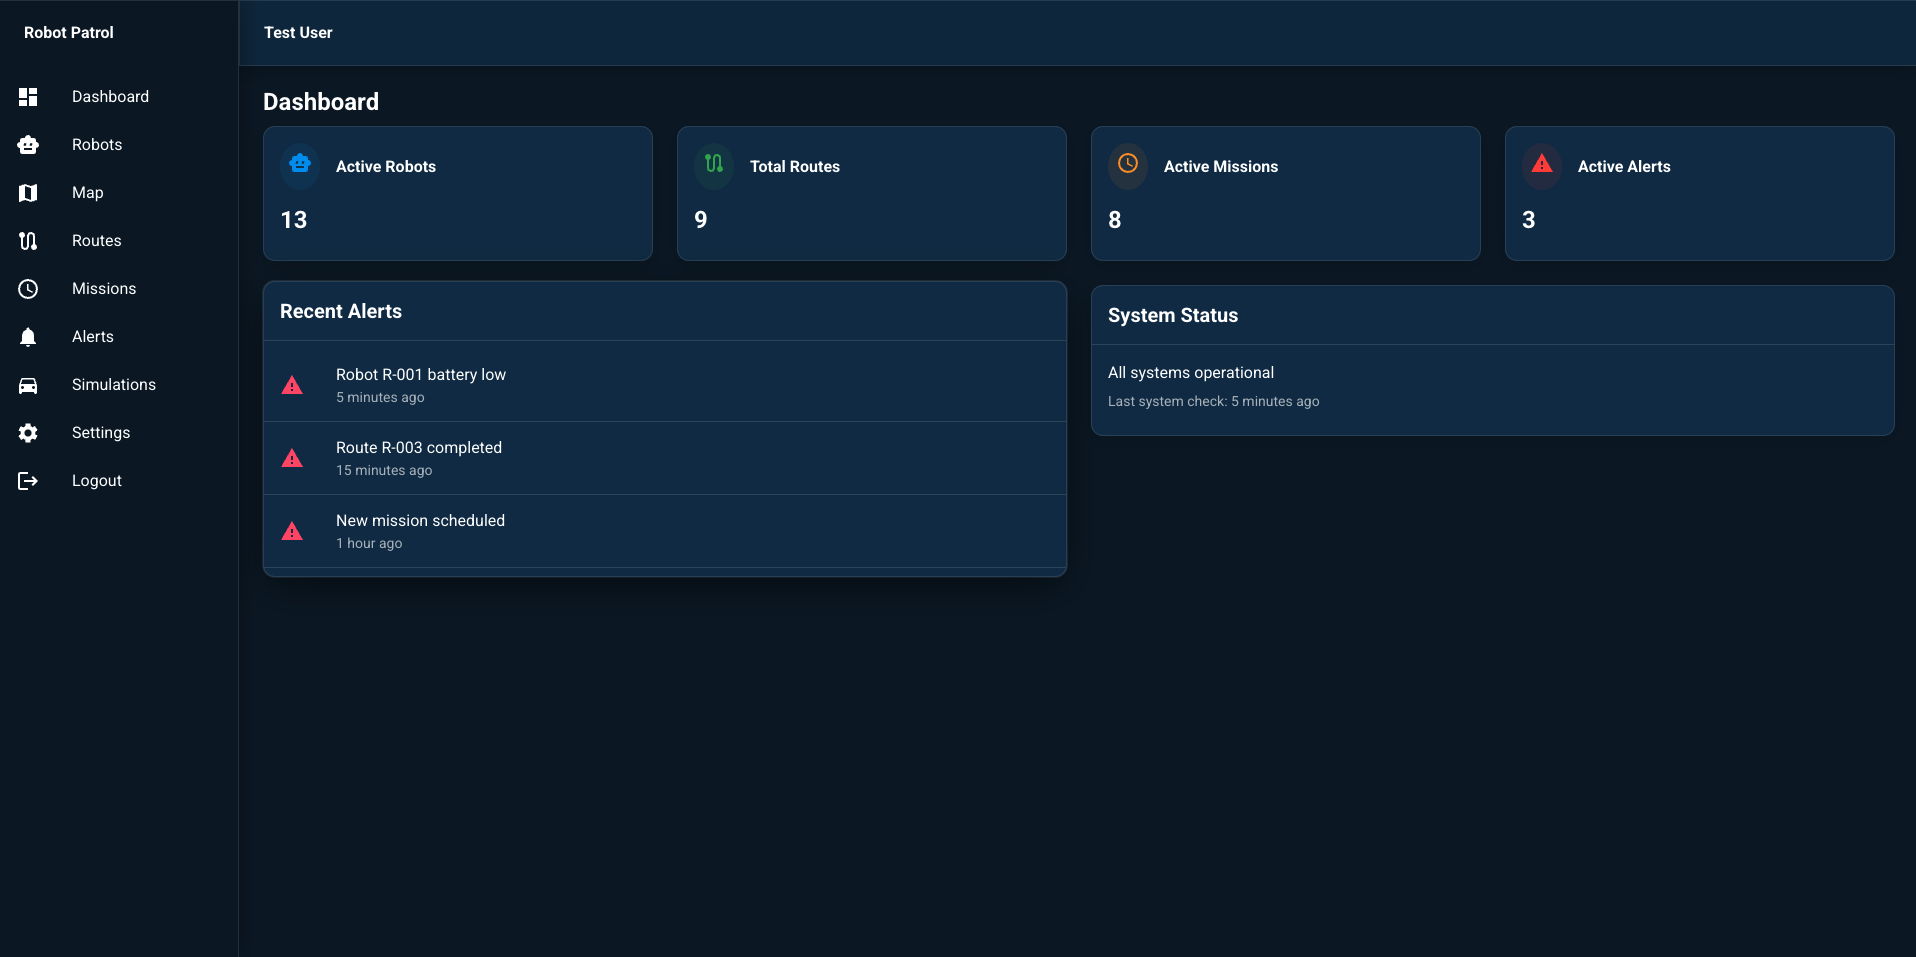 Robot Patrol
Dashboard
Robots
Map
Routes
Missions
Alerts
Simulations
Settings
Logout
Test User
Dashboard
Active Robots
13
Total Routes
9
Active Missions
8
Active Alerts
3
Recent Alerts
Robot R-001 battery low
5 minutes ago
Route R-003 completed
15 minutes ago
New mission scheduled
1 hour ago
System Status
All systems operational
Last system check: 5 minutes ago